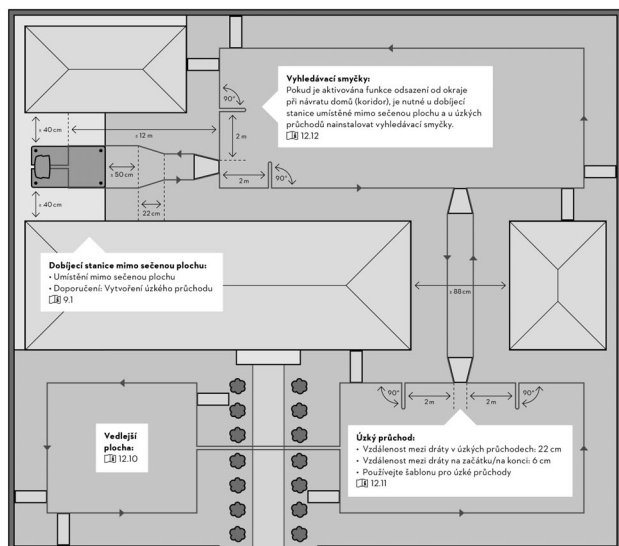 Vyhledávací smyčky:
Pokud je aktivována funkce odsazení od okraje
při návratu domů (koridor), je nutné u dobíjecí
stanice umístěné mimo sečenou plochu a u úzkých
průchodů nainstalovat vyhledávací smyčky.
12.12
90°
2 m
≥ 40 cm
≤ 12 m
≥ 50 cm
22 cm
2 m
90°
≥ 40 cm
Dobíjecí stanice mimo sečenou plochu:
• Umístění mimo sečenou plochu
• Doporučení: Vytvoření úzkého průchodu
9.1
≥ 88 cm
90°
2 m
2 m
90°
Vedlejší
plocha:
12.10
Úzký průchod:
• Vzdálenost mezi dráty v úzkých průchodech: 22 cm
• Vzdálenost mezi dráty na začátku/na konci: 6 cm
• Používejte šablonu pro úzké průchody
12.11